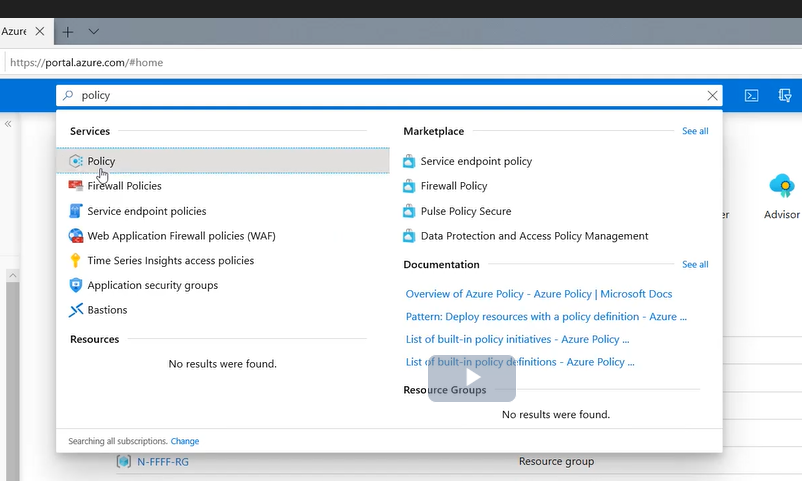 Azure
https://portal.azure.com/#home
policy
Services
Policy
Firewall Policies
Service endpoint policies
Web Application Firewall policies (WAF)
Time Series Insights access policies
Application security groups
Bastions
Resources
No results were found.
Marketplace
See all
Service endpoint policy
Firewall Policy
Pulse Policy Secure
Data Protection and Access Policy Management
Documentation
See all
Overview of Azure Policy - Azure Policy | Microsoft Docs
Pattern: Deploy resources with a policy definition - Azure ...
List of built-in policy initiatives - Azure Policy ...
List of built-in policy definitions - Azure Policy ...
Resource Groups
No results were found.
Searching all subscriptions. Change
er
Advisor
N-FFFF-RG
Resource group